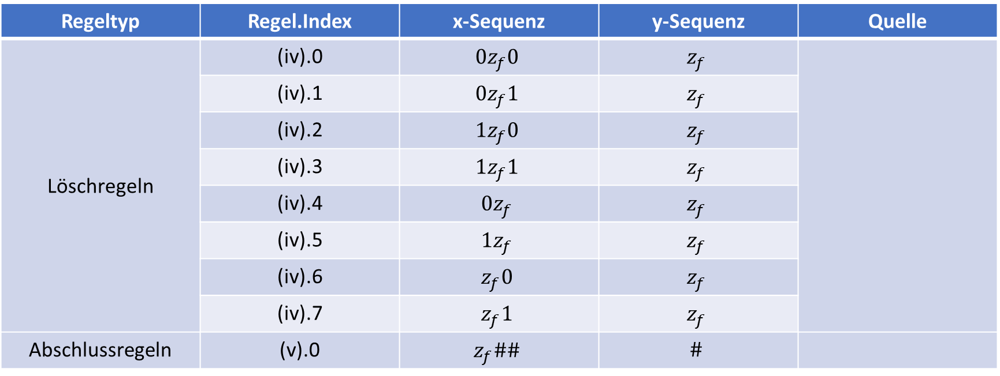 Regeltyp Regel.Index x-Sequenz y-Sequenz Quelle
(iv).0 0z_f0 z_f
(iv).1 0z_f1 z_f
(iv).2 1z_f0 z_f
(iv).3 1z_f1 z_f
Löschregeln
(iv).4 0z_f z_f
(iv).5 1z_f z_f
(iv).6 z_f0 z_f
(iv).7 z_f1 z_f
Abschlussregeln (v).0 z_f## #